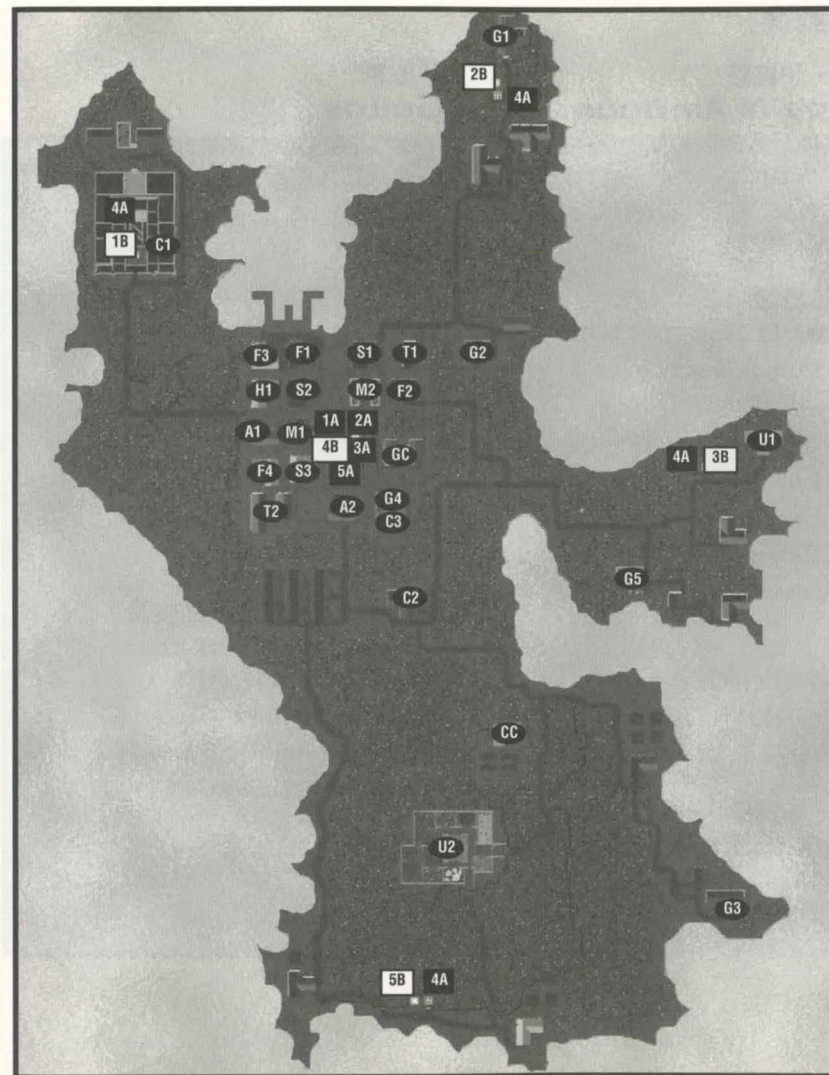 G1
2B
4A
4A
1B C1
F3 F1 S1 T1 G2
H1 S2 M2 F2
A1 M1 1A 2A
4B 3A GC
U1
4A 3B
F4 S3 5A
T2 A2 G4
C3
G5
C2
CC
U2
G3
5B 4A